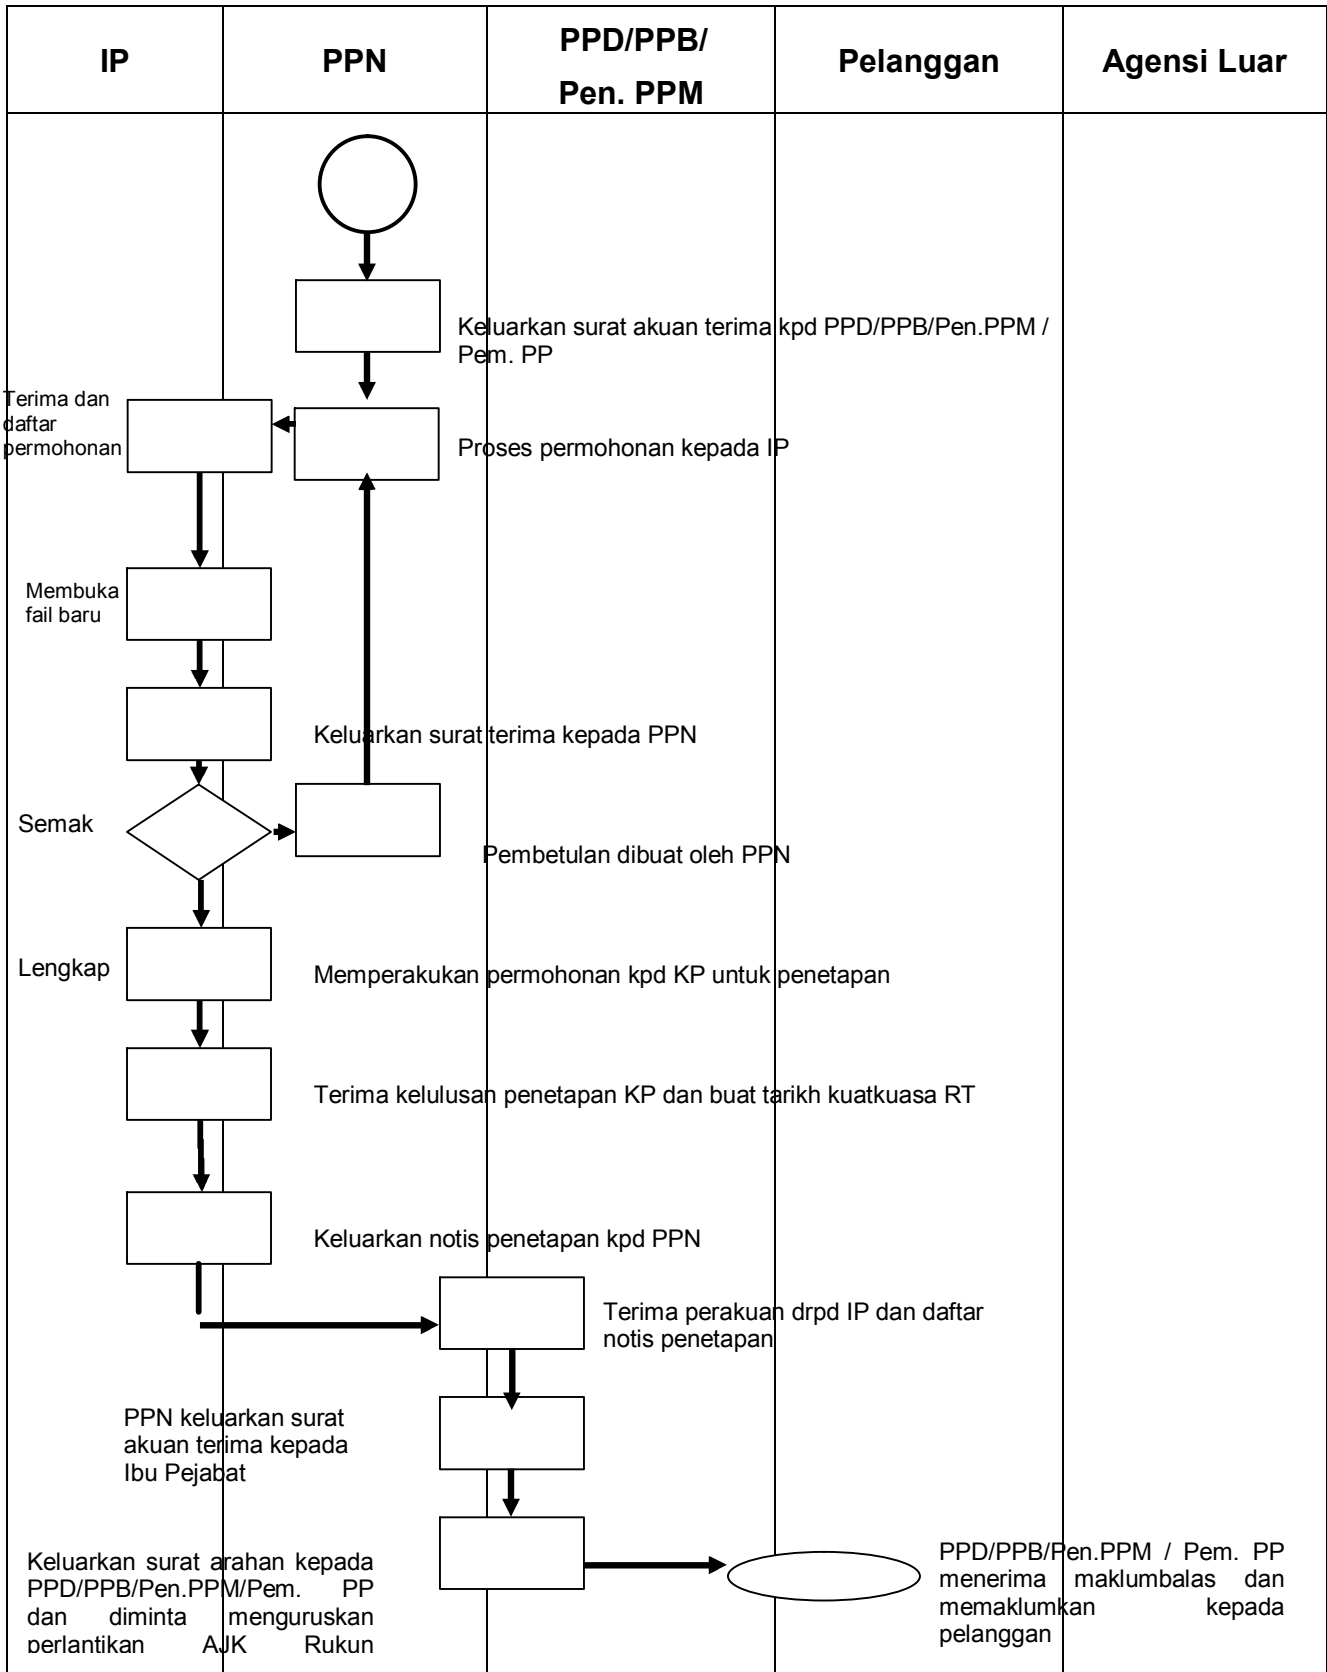 IP
PPN
PPD/PPB/
Pen. PPM
Pelanggan
Agensi Luar
Keluarkan surat akuan terima kpd PPD/PPB/Pen.PPM /
Pem. PP
Terima dan
daftar
permohonan
Proses permohonan kepada IP
Membuka
fail baru
Keluarkan surat terima kepada PPN
Semak
Pembetulan dibuat oleh PPN
Lengkap
Memperakukan permohonan kpd KP untuk penetapan
Terima kelulusan penetapan KP dan buat tarikh kuatkuasa RT
Keluarkan notis penetapan kpd PPN
Terima perakuan drpd IP dan daftar
notis penetapan
PPN keluarkan surat
akuan terima kepada
Ibu Pejabat
Keluarkan surat arahan kepada
PPD/PPB/Pen.PPM/Pem. PP
dan diminta menguruskan
perlantikan AJK Rukun
PPD/PPB/Pen.PPM / Pem. PP
menerima maklumbalas dan
memaklumkan kepada
pelanggan